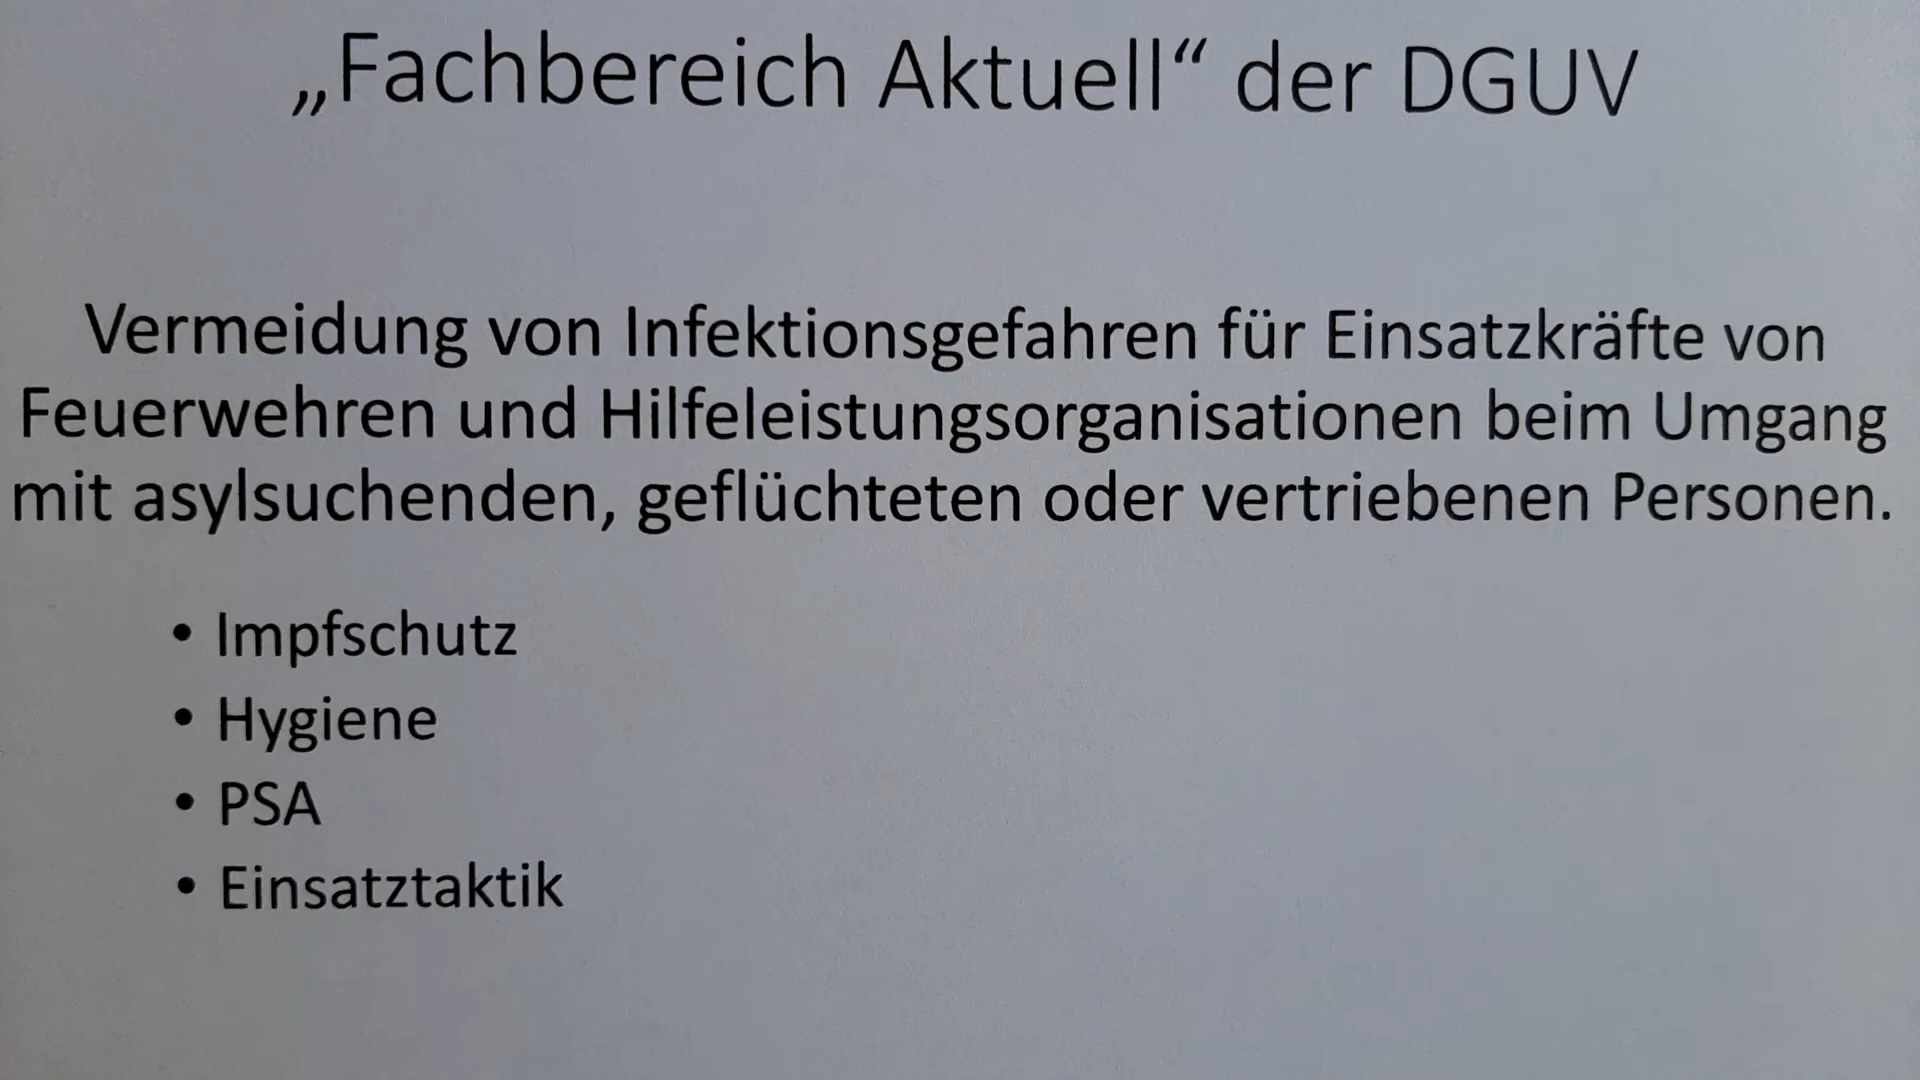 „Fachbereich Aktuell“ der DGUV
Vermeidung von Infektionsgefahren für Einsatzkräfte von
Feuerwehren und Hilfeleistungsorganisationen beim Umgang
mit asylsuchenden, geflüchteten oder vertriebenen Personen.
• Impfschutz
• Hygiene
• PSA
• Einsatztaktik